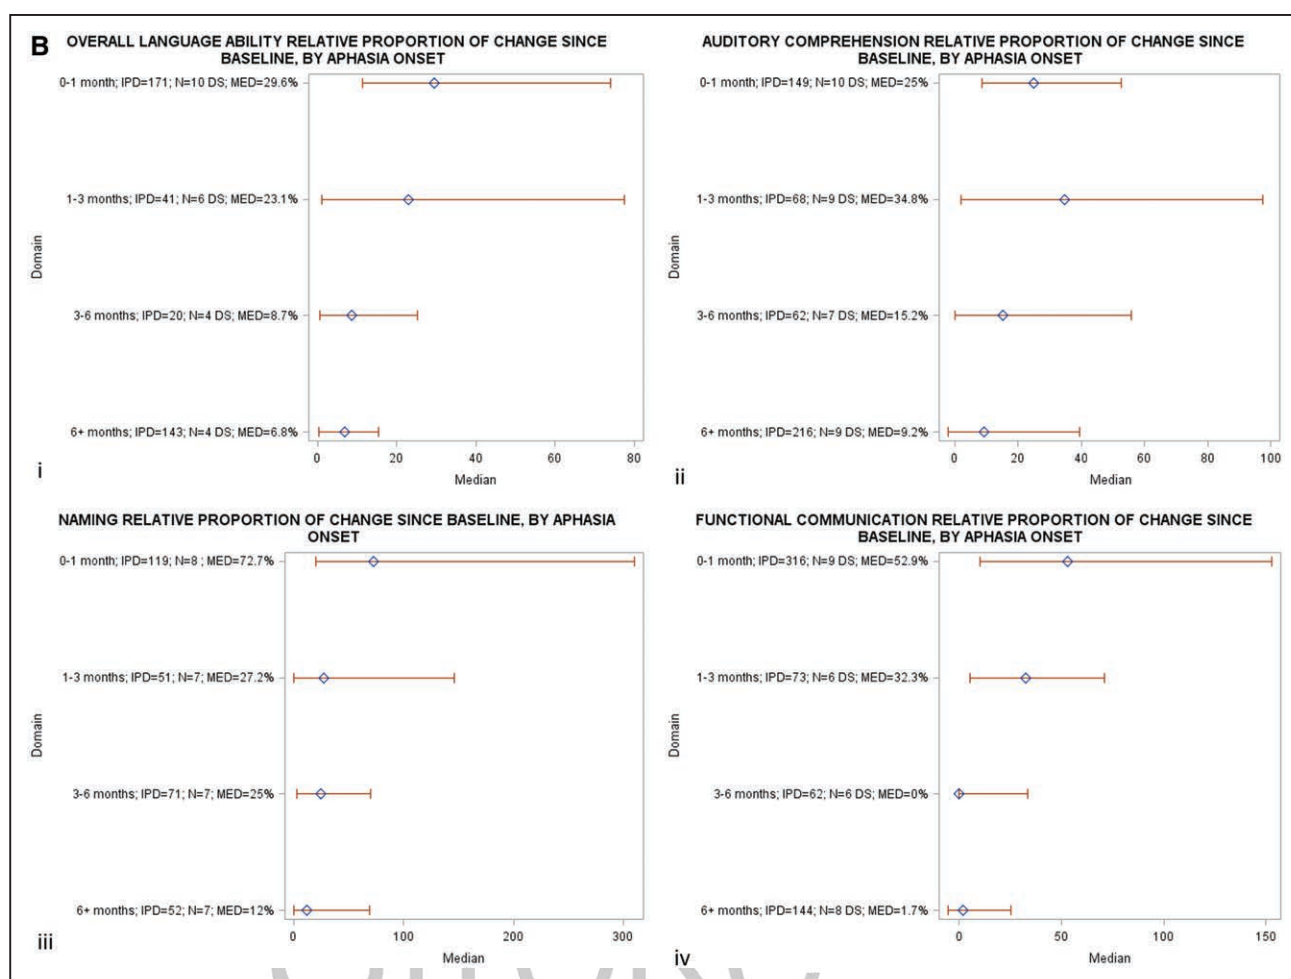 B
OVERALL LANGUAGE ABILITY RELATIVE PROPORTION OF CHANGE SINCE
BASELINE, BY APHASIA ONSET
0-1 month; IPD=171; N=10 DS; MED=29.6%
1-3 months; IPD=41; N=6 DS; MED=23.1%
Domain
3-6 months; IPD=20; N=4 DS; MED=8.7%
6+ months; IPD=143; N=4 DS; MED=6.8%
0 20 40 60 80
Median
i
AUDITORY COMPREHENSION RELATIVE PROPORTION OF CHANGE SINCE
BASELINE, BY APHASIA ONSET
0-1 month; IPD=149; N=10 DS; MED=25%
1-3 months; IPD=68; N=9 DS; MED=34.8%
Domain
3-6 months; IPD=62; N=7 DS; MED=15.2%
6+ months; IPD=216; N=9 DS; MED=9.2%
0 20 40 60 80 100
Median
ii
NAMING RELATIVE PROPORTION OF CHANGE SINCE BASELINE, BY APHASIA
ONSET
0-1 month; IPD=119; N=8 ; MED=72.7%
1-3 months; IPD=51; N=7; MED=27.2%
Domain
3-6 months; IPD=71; N=7; MED=25%
6+ months; IPD=52; N=7; MED=12%
0 100 200 300
Median
iii
FUNCTIONAL COMMUNICATION RELATIVE PROPORTION OF CHANGE SINCE
BASELINE, BY APHASIA ONSET
0-1 month; IPD=316; N=9 DS; MED=52.9%
1-3 months; IPD=73; N=6 DS; MED=32.3%
Domain
3-6 months; IPD=62; N=6 DS; MED=0%
6+ months; IPD=144; N=8 DS; MED=1.7%
0 50 100 150
Median
iv